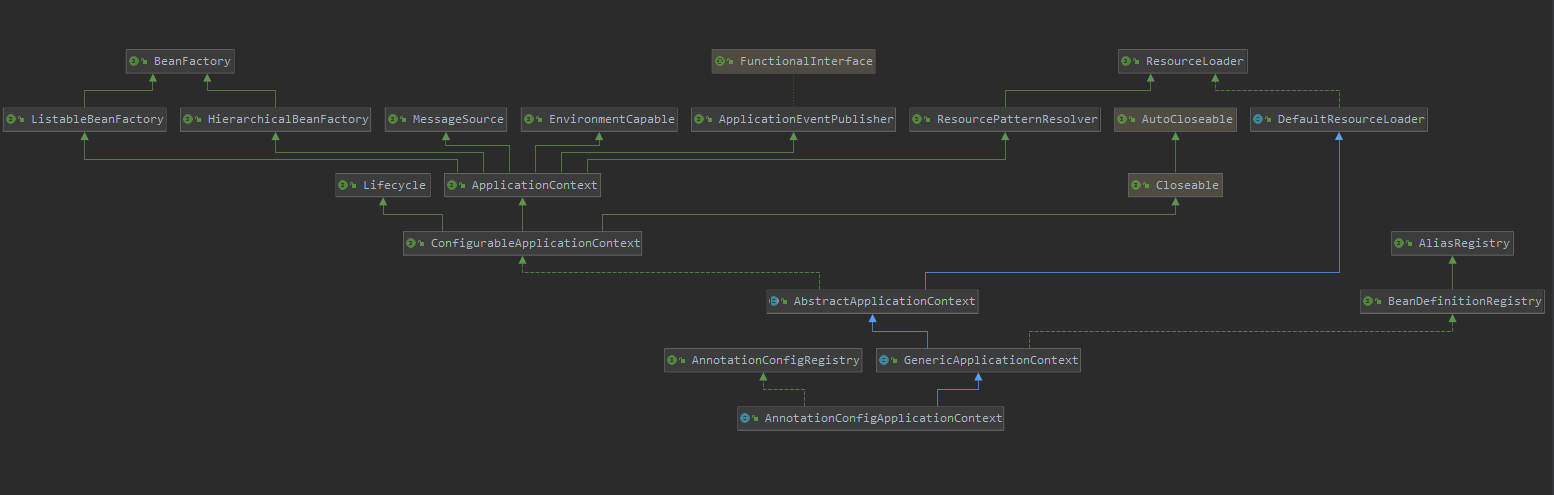 BeanFactory
FunctionalInterface
ResourceLoader
ListableBeanFactory
HierarchicalBeanFactory
MessageSource
EnvironmentCapable
ApplicationEventPublisher
ResourcePatternResolver
AutoCloseable
DefaultResourceLoader
Lifecycle
ApplicationContext
Closeable
ConfigurableApplicationContext
AliasRegistry
AbstractApplicationContext
BeanDefinitionRegistry
AnnotationConfigRegistry
GenericApplicationContext
AnnotationConfigApplicationContext